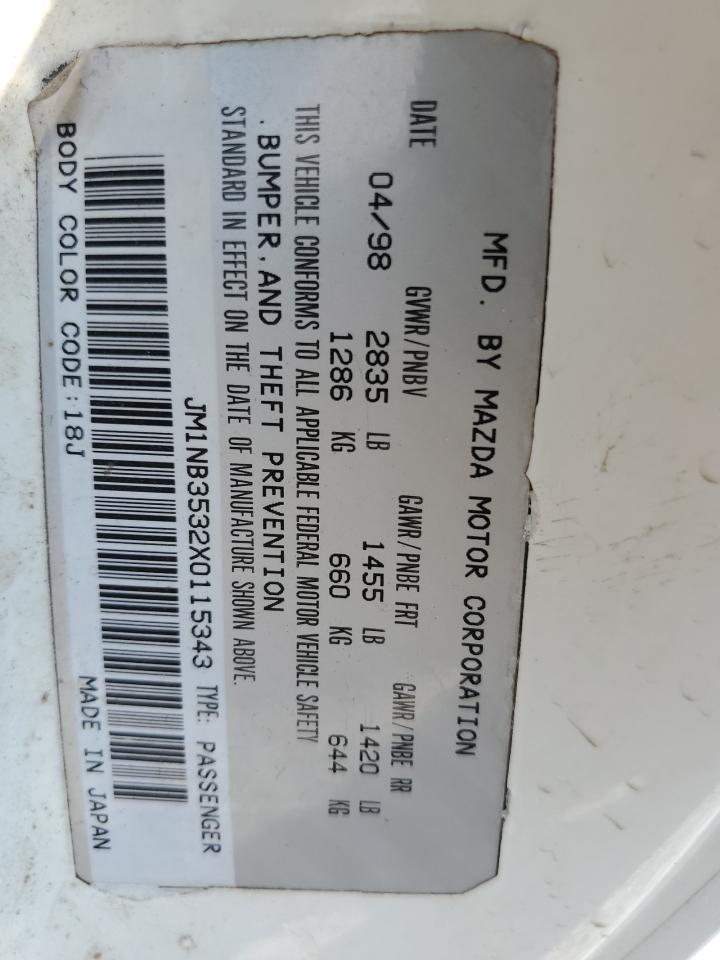 MFD. BY MAZDA MOTOR CORPORATION
DATE GVWR/PNBV GAWR/PNBE FRT GAWR/PNBE RR
04/98 2835 LB 1455 LB 1420 LB
1286 KG 660 KG 644 KG
THIS VEHICLE CONFORMS TO ALL APPLICABLE FEDERAL MOTOR VEHICLE SAFETY
. BUMPER, AND THEFT PREVENTION
STANDARD IN EFFECT ON THE DATE OF MANUFACTURE SHOWN ABOVE.
JM1NB3532X0115343 TYPE: PASSENGER
BODY COLOR CODE:18J MADE IN JAPAN